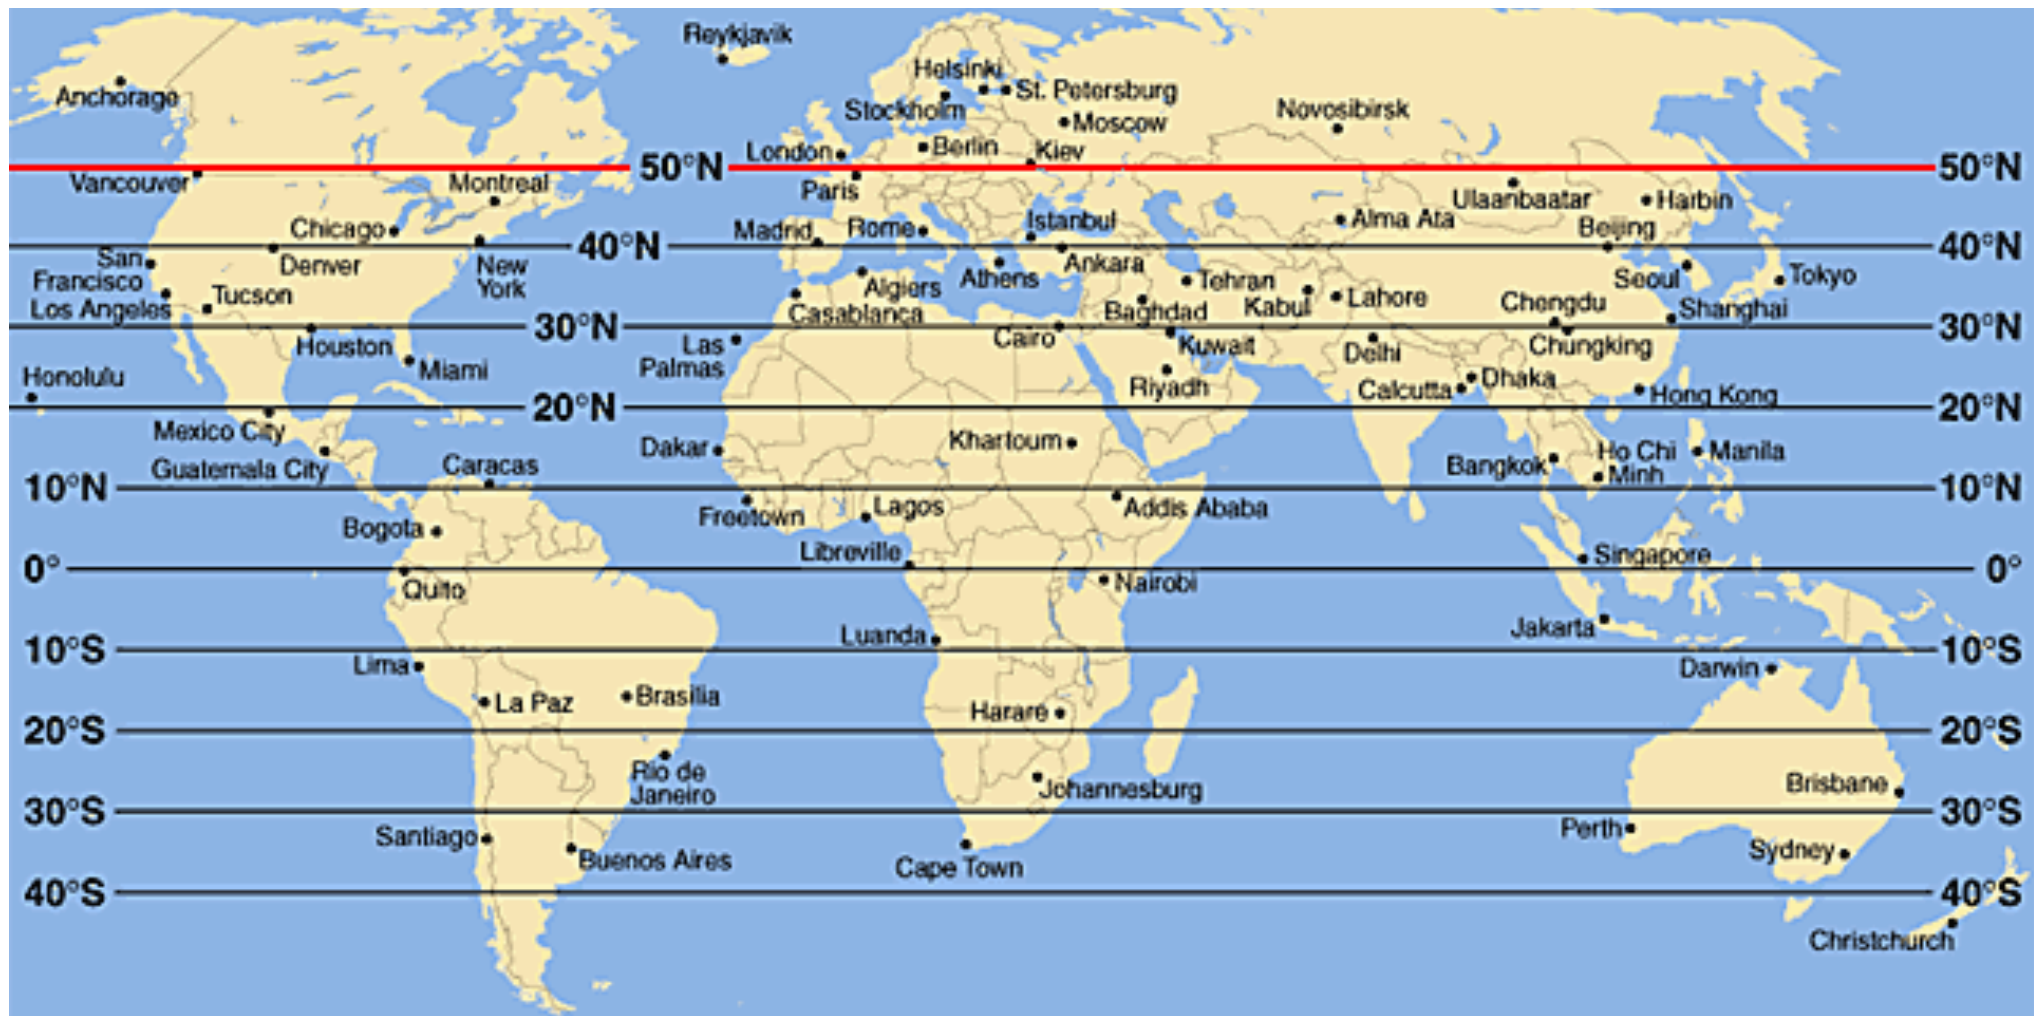 Reykjavik
Helsinki
Anchorage
St. Petersburg
Stockholm
Novosibirsk
Moscow
London
Berlin
Kiev
50°N
50°N
Vancouver
Montreal
Paris
Ulaanbaatar
Harbin
Chicago
Madrid
Rome
Istanbul
Alma Ata
Beijing
40°N
40°N
San
Francisco
Denver
New
York
Athens
Ankara
Tehran
Seoul
Tokyo
Los Angeles
Tucson
Algiers
Casablanca
Baghdad
Kabul
Lahore
Chengdu
Shanghai
30°N
30°N
Houston
Las
Palmas
Cairo
Kuwait
Delhi
Chungking
Honolulu
Miami
Riyadh
Calcutta
Dhaka
Hong Kong
20°N
20°N
Mexico City
Guatemala City
Caracas
Dakar
Khartoum
Bangkok
Ho Chi
Minh
Manila
10°N
10°N
Bogota
Freetown
Lagos
Addis Ababa
Libreville
Singapore
0°
0°
Quito
Nairobi
Luanda
Jakarta
10°S
10°S
Lima
Darwin
La Paz
Brasilia
Harare
20°S
20°S
Rio de
Janeiro
Johannesburg
Brisbane
30°S
30°S
Santiago
Buenos Aires
Cape Town
Perth
Sydney
40°S
40°S
Christchurch